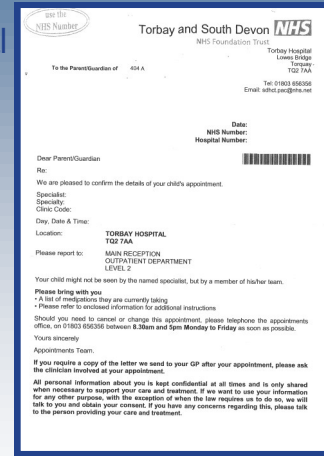 use the
NHS Number
Torbay and South Devon NHS
NHS Foundation Trust
Torbay Hospital
Lowes Bridge
Torquay
TQ2 7AA
To the Parent/Guardian of 404 A
Tel: 01803 656356
Email: sdhct.pac@nhs.net
Date:
NHS Number:
Hospital Number:
Dear Parent/Guardian
Re:
We are pleased to confirm the details of your child's appointment.
Specialist:
Specialty:
Clinic Code:
Day, Date & Time:
Location: TORBAY HOSPITAL
TQ2 7AA
Please report to: MAIN RECEPTION
OUTPATIENT DEPARTMENT
LEVEL 2
Your child might not be seen by the named specialist, but by a member of his/her team.
Please bring with you
• A list of medications they are currently taking
• Please refer to enclosed information for additional instructions
Should you need to cancel or change this appointment, please telephone the appointments
office, on 01803 656356 between 8.30am and 5pm Monday to Friday as soon as possible.
Yours sincerely
Appointments Team.
If you require a copy of the letter we send to your GP after your appointment, please ask
the clinician involved at your appointment.
All personal information about you is kept confidential at all times and is only shared
when necessary to support your care and treatment. If we want to use your information
for any other purpose, with the exception of when the law requires us to do so, we will
talk to you and obtain your consent. If you have any concerns regarding this, please talk
to the person providing your care and treatment.